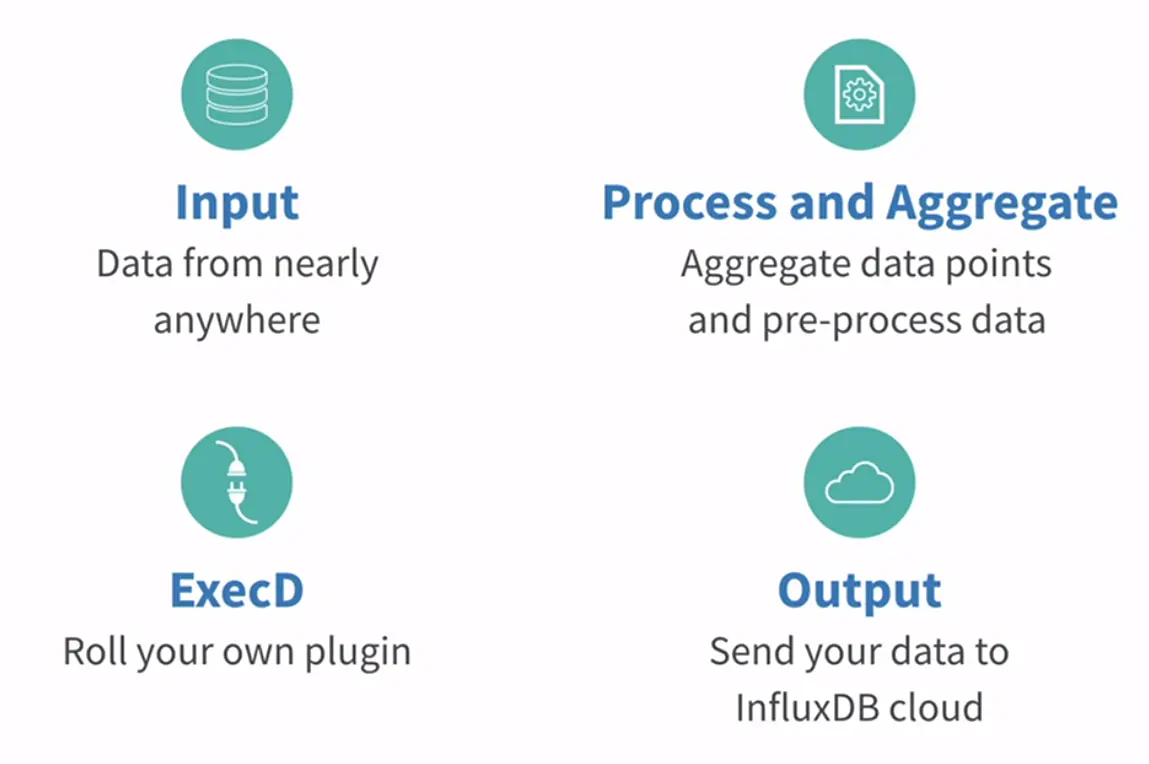 Input
Data from nearly
anywhere
Process and Aggregate
Aggregate data points
and pre-process data
ExecD
Roll your own plugin
Output
Send your data to
InfluxDB cloud